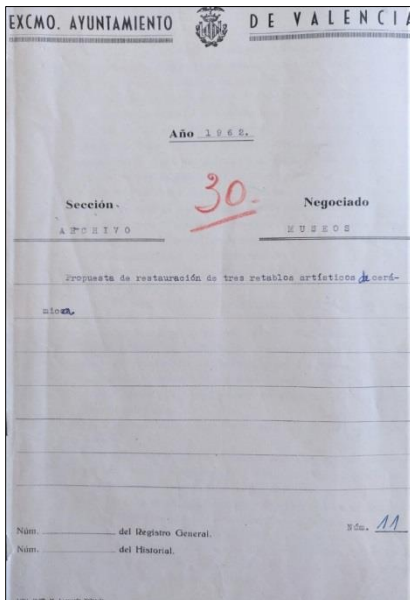 EXCMO. AYUNTAMIENTO DE VALENCIA
Año 1962.
30.
Sección Negociado
ARCHIVO MUSEOS
Propuesta de restauración de tres retablos artísticos de cerá-
mica
Núm. del Registro General. Núm. 11
Núm. del Historial.